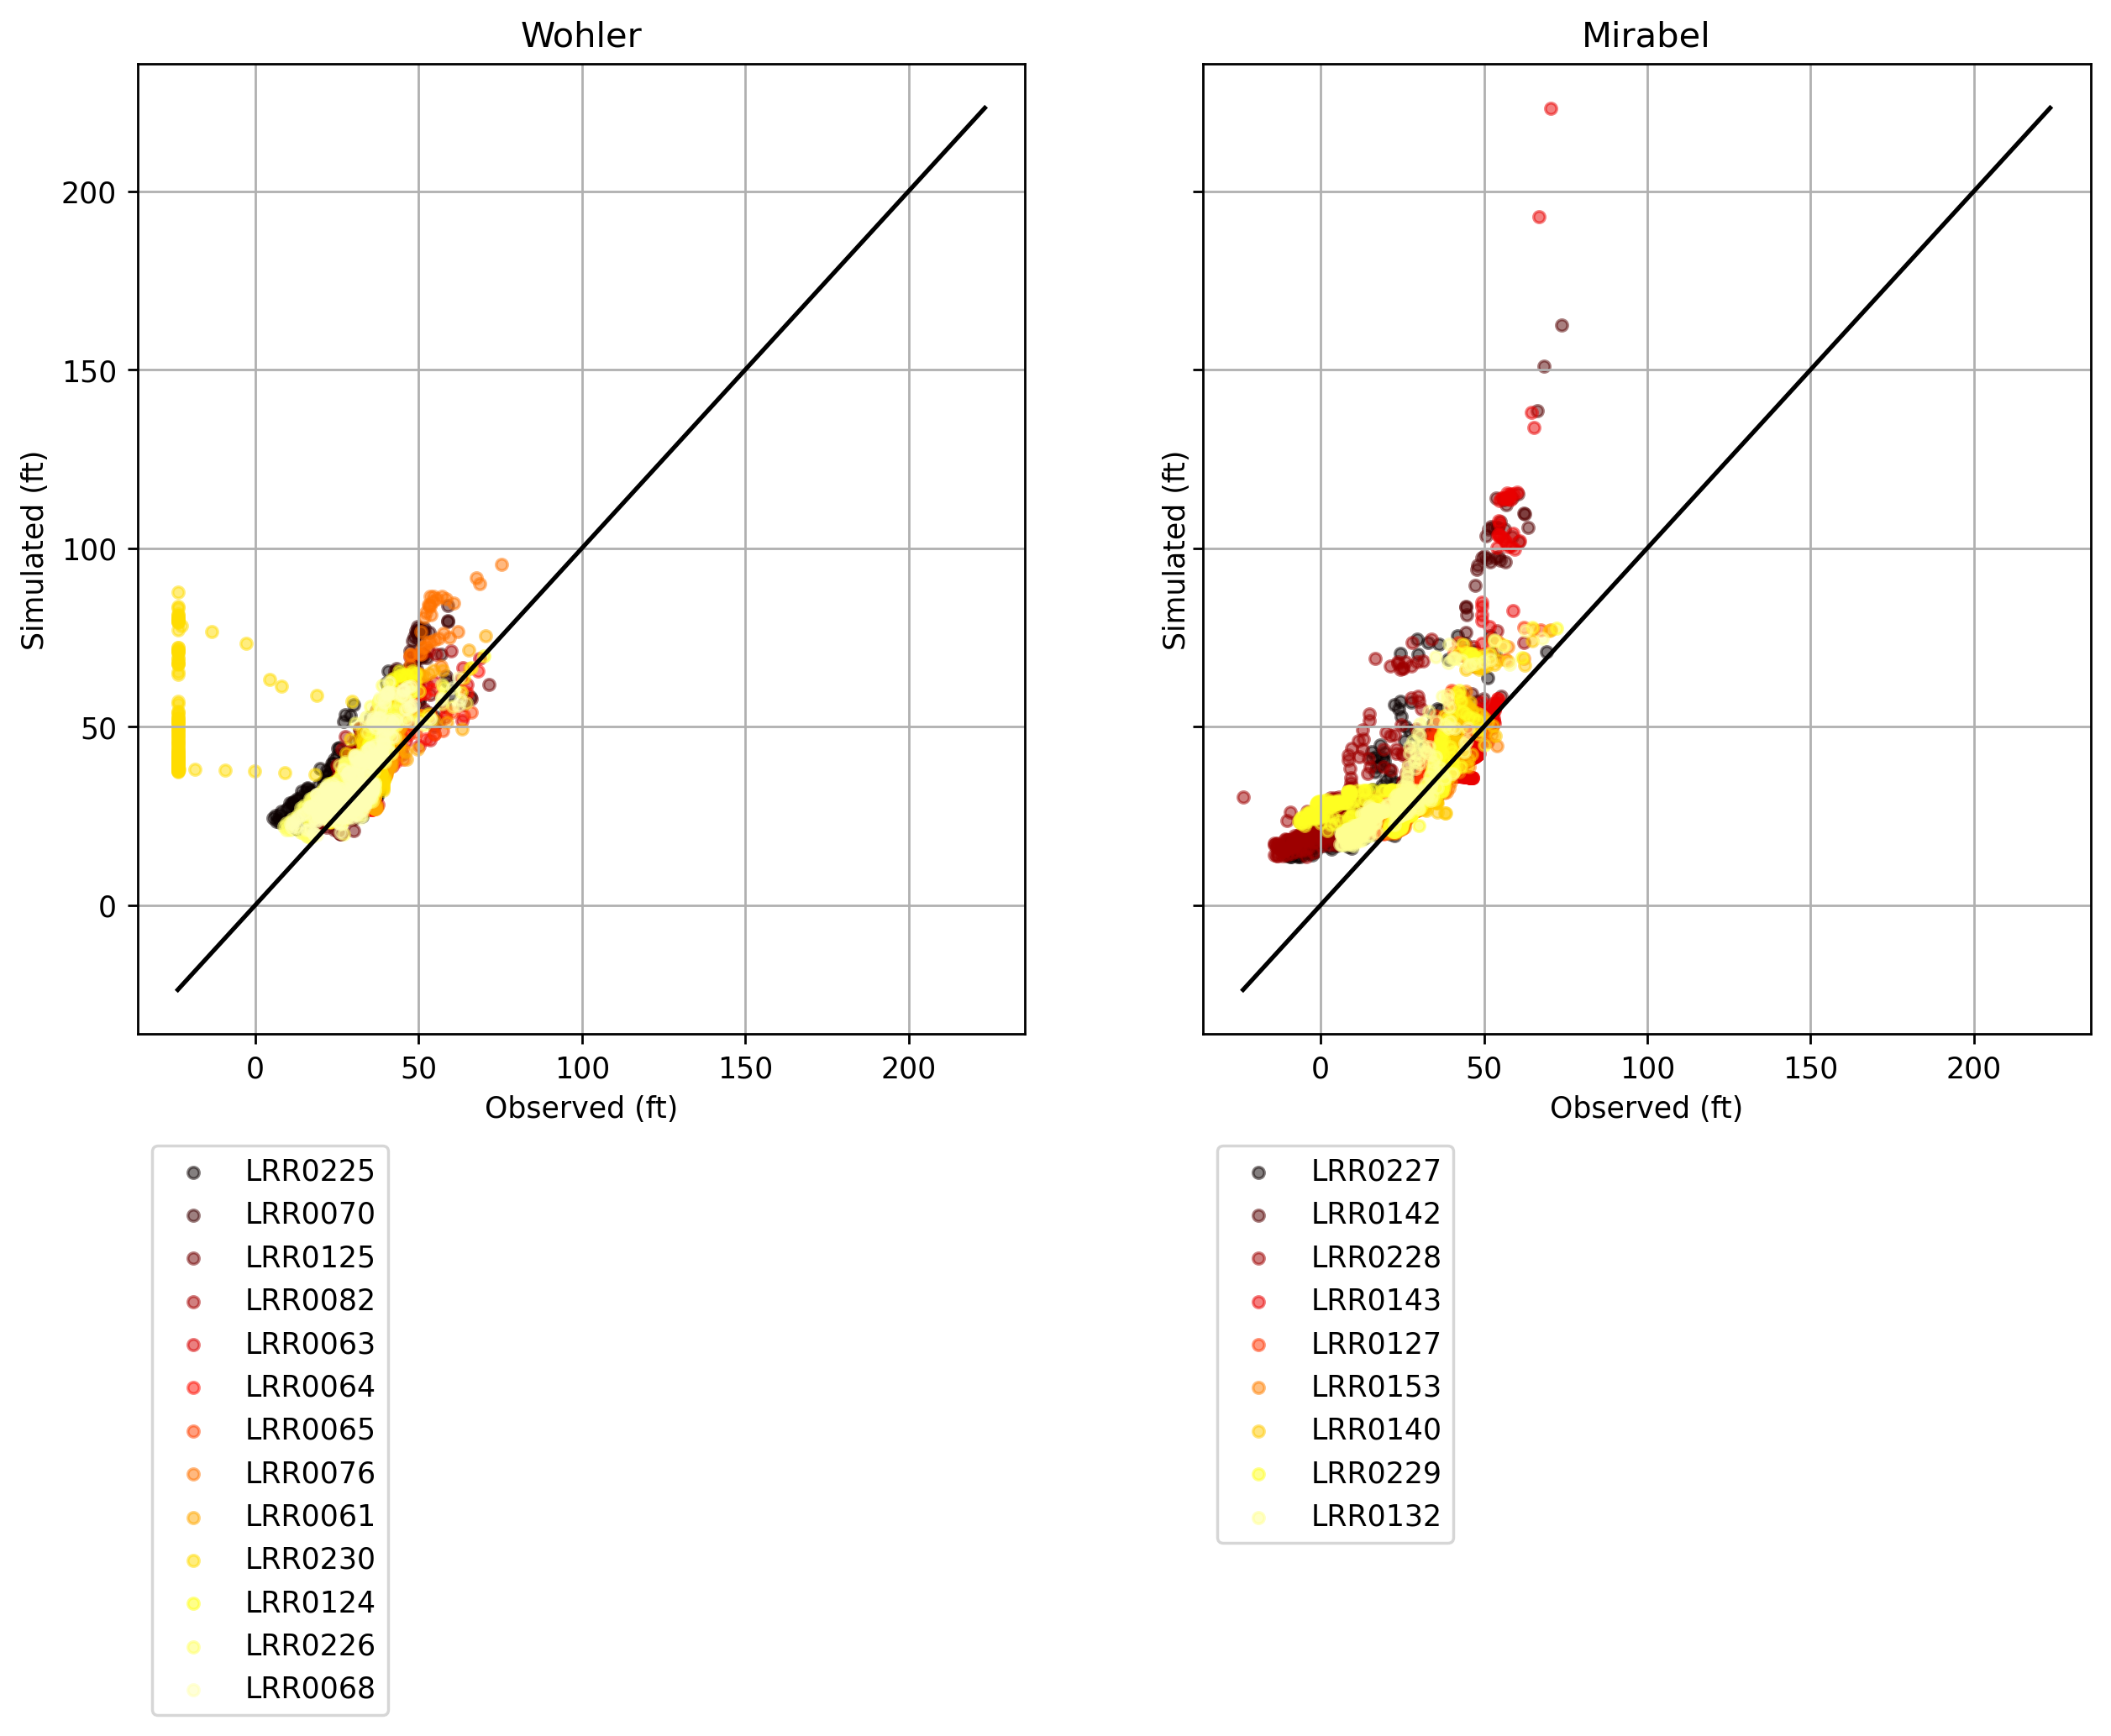 Wohler
Simulated (ft)
200
150
100
50
0
0 50 100 150 200
Observed (ft)
LRR0225
LRR0070
LRR0125
LRR0082
LRR0063
LRR0064
LRR0065
LRR0076
LRR0061
LRR0230
LRR0124
LRR0226
LRR0068
Mirabel
Simulated (ft)
0 50 100 150 200
Observed (ft)
LRR0227
LRR0142
LRR0228
LRR0143
LRR0127
LRR0153
LRR0140
LRR0229
LRR0132